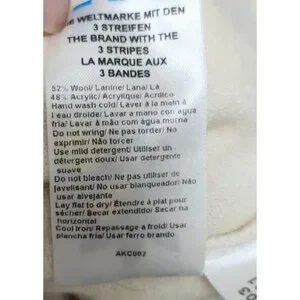 WELTMARKE MIT DEN
3 STREIFEN
THE BRAND WITH THE
3 STRIPES
LA MARQUE AUX
3 BANDES
52% Wool/ Lanine/ Lana/ Lã
48% Acrylic/ Acrylique/ Acrílico
Hand wash cold/ Laver à la main à
l'eau droide/ Lavar a mano con agua
fria/ Lavar à mão com água morna
Do not wring/ Ne pas torder/ No
exprimir/ Não torcer
Use mild detergent/ Utiliser un
détergent doux/ Usar detergente
suave
Do not bleach/ Ne pas utiliser de
javelisant/ No usar blanqueador/ Não
usar alvejante
Lay flat to dry/ Étendre à plat pour
sécher/ Secar extendido/ Secar na
horizontal
Cool iron/ Repassage à froid/ Usar
plancha fria/ Usar ferro brando
AKC002